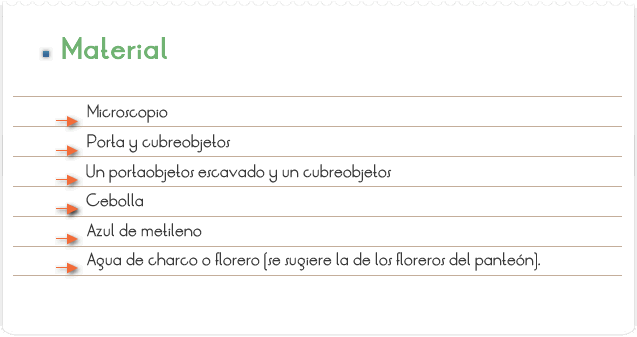 Material
Microscopio
Porta y cubreobjetos
Un portaobjetos escavado y un cubreobjetos
Cebolla
Azul de metileno
Agua de charco o florero (se sugiere la de los floreros del panteón).